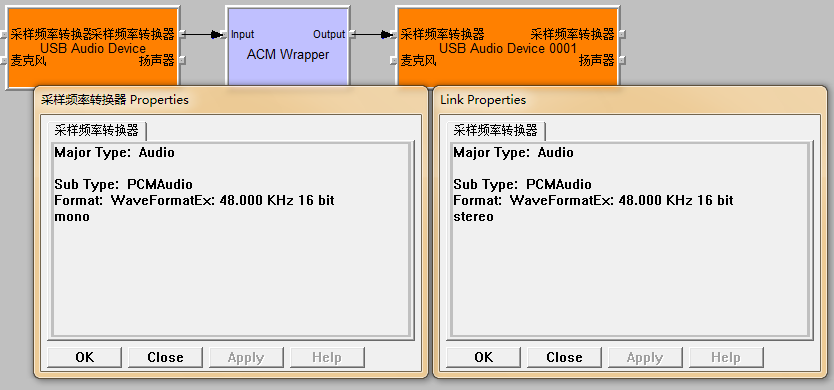 采样频率转换器采样频率转换器
USB Audio Device
麦克风 扬声器
Input Output
ACM Wrapper
采样频率转换器 采样频率转换器
USB Audio Device 0001
麦克风 扬声器
采样频率转换器 Properties
采样频率转换器
Major Type: Audio
Sub Type: PCMAudio
Format: WaveFormatEx: 48.000 KHz 16 bit
mono
OK Close Apply Help
Link Properties
采样频率转换器
Major Type: Audio
Sub Type: PCMAudio
Format: WaveFormatEx: 48.000 KHz 16 bit
stereo
OK Close Apply Help